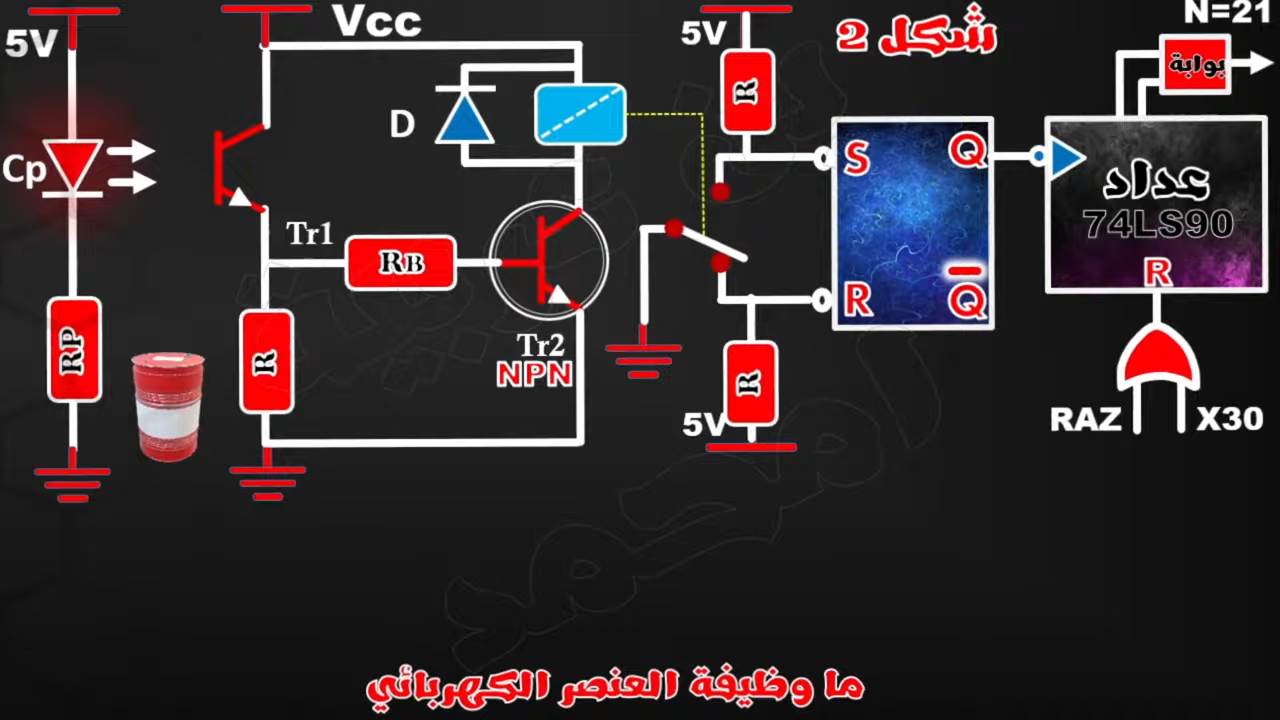 5V
Vcc
5V
شكل 2
N=21
بوابة
R
D
S
Q
Cp
عداد
74LS90
Tr1
RB
R
R
Q
RP
R
Tr2
NPN
R
5V
RAZ
X30
ما وظيفة العنصر الكهربائي